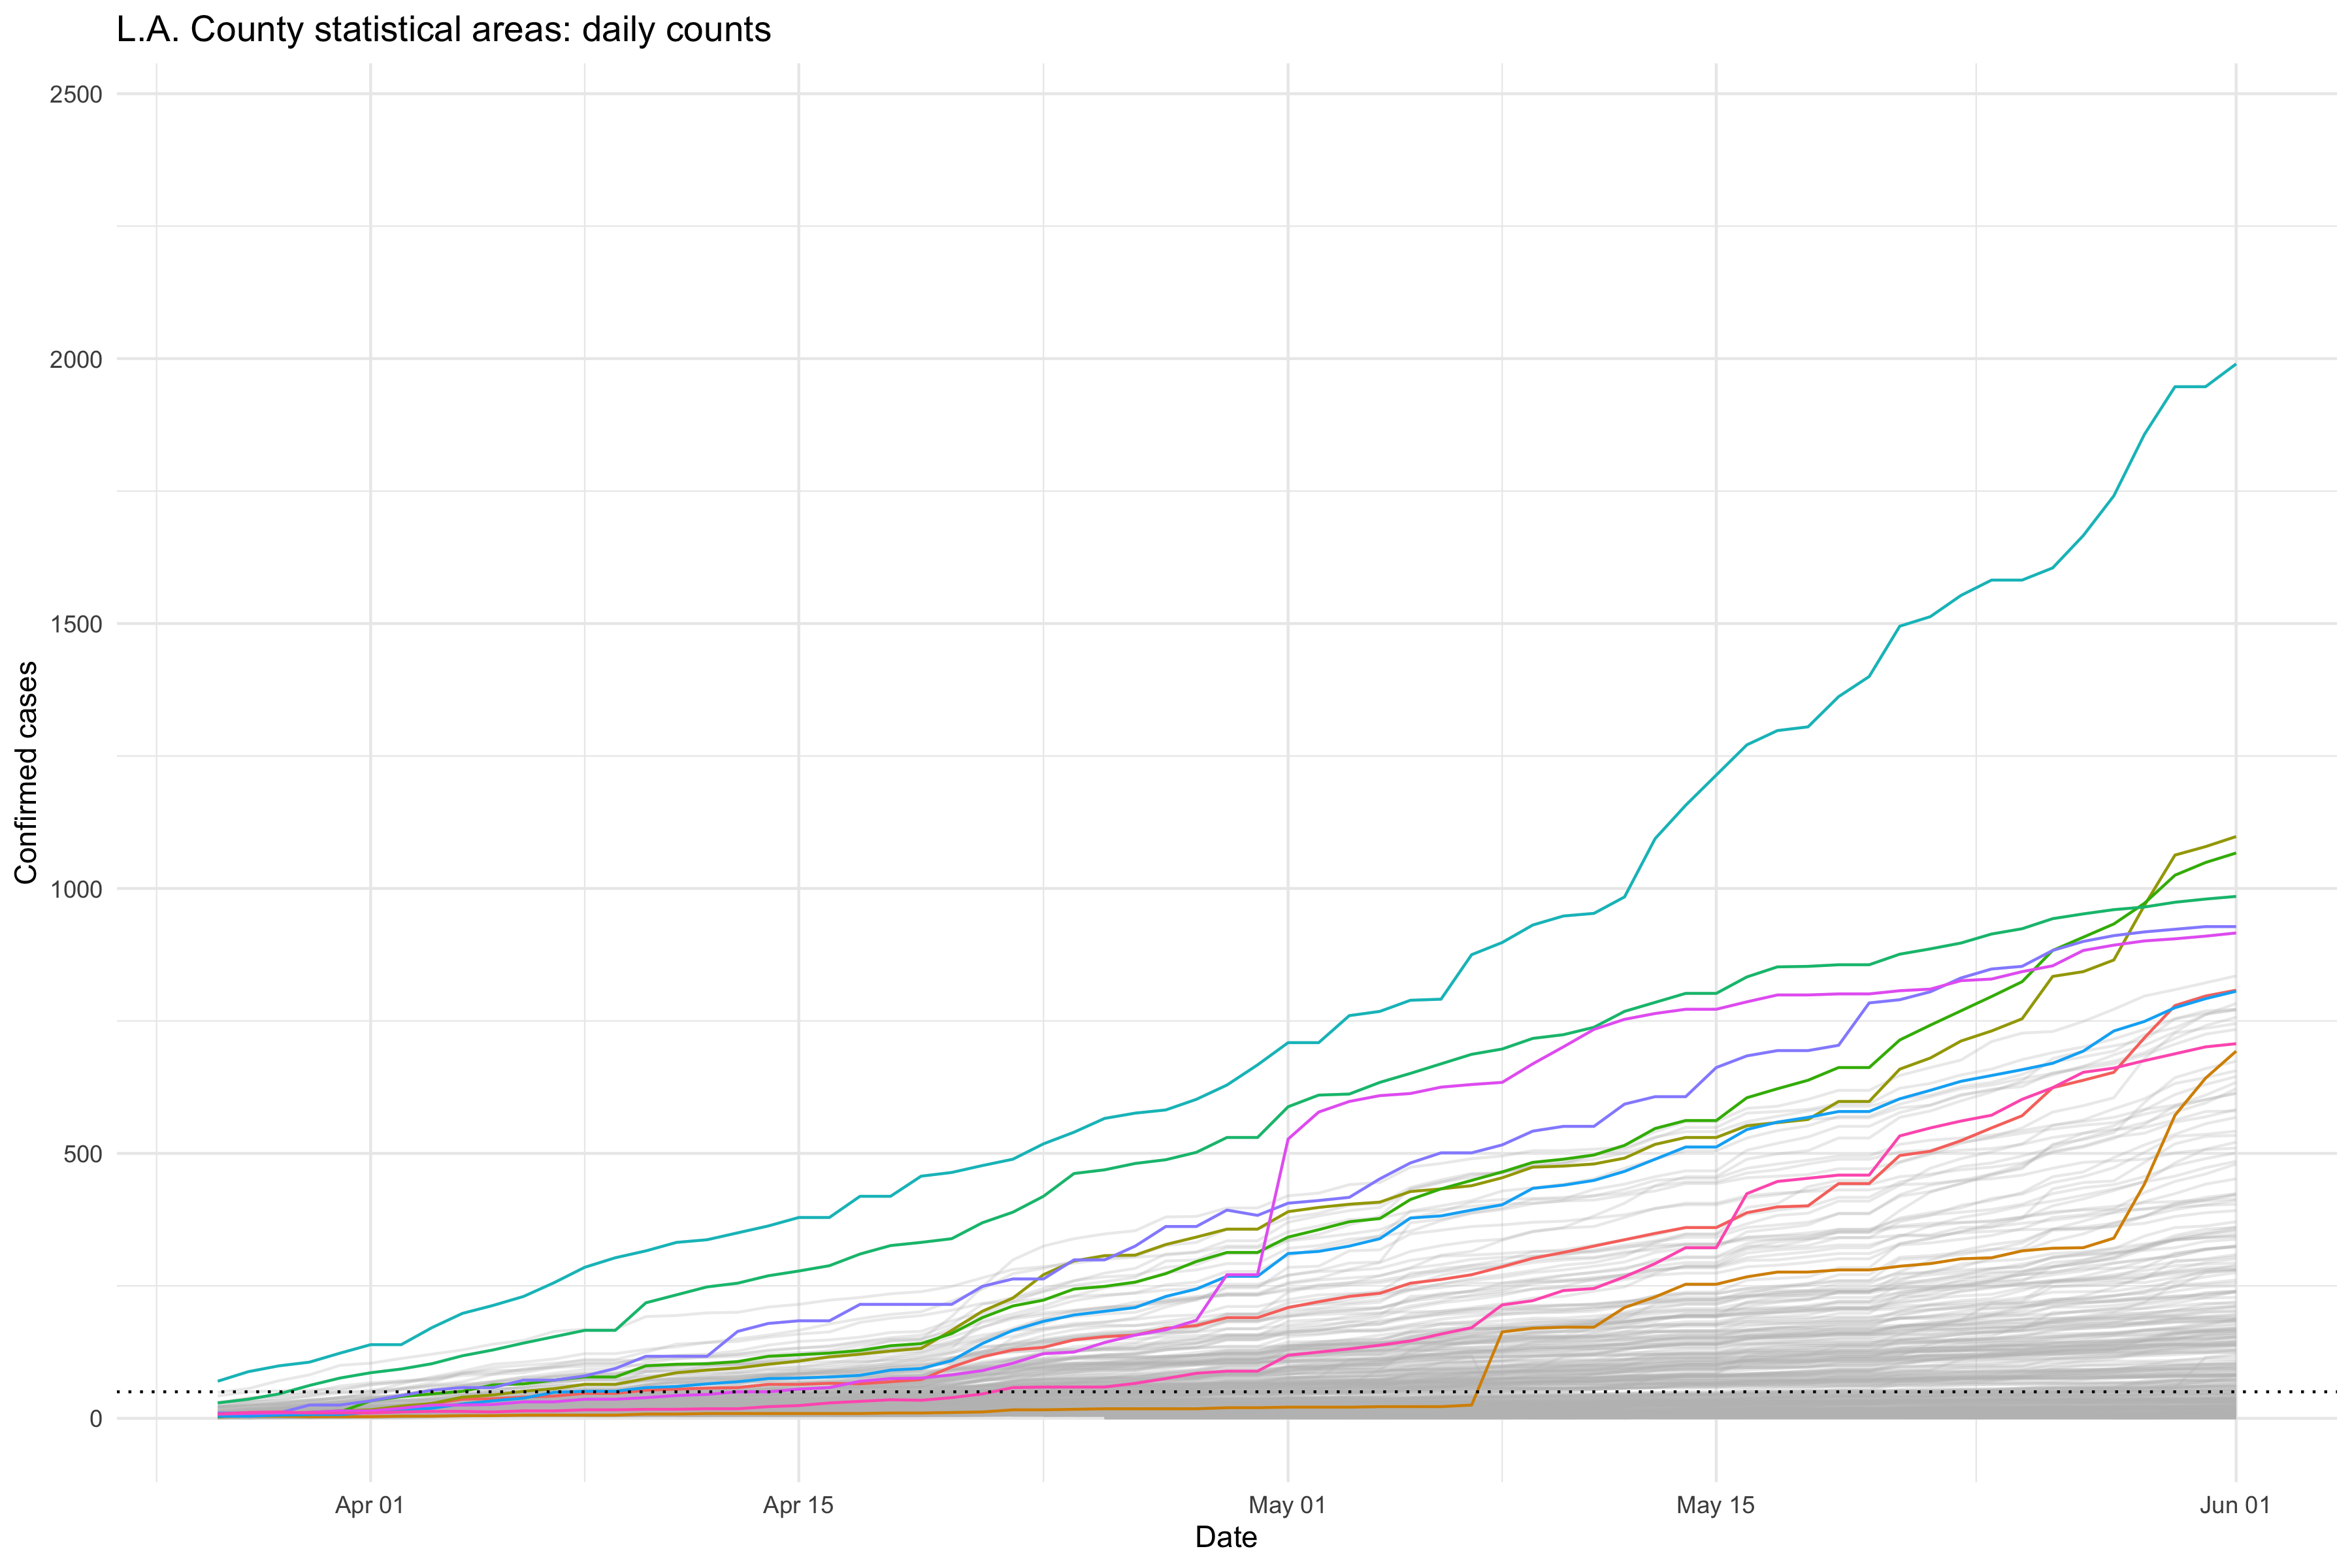 L.A. County statistical areas: daily counts
2500
2000
1500
1000
500
0
Confirmed cases
Apr 01
Apr 15
May 01
May 15
Jun 01
Date